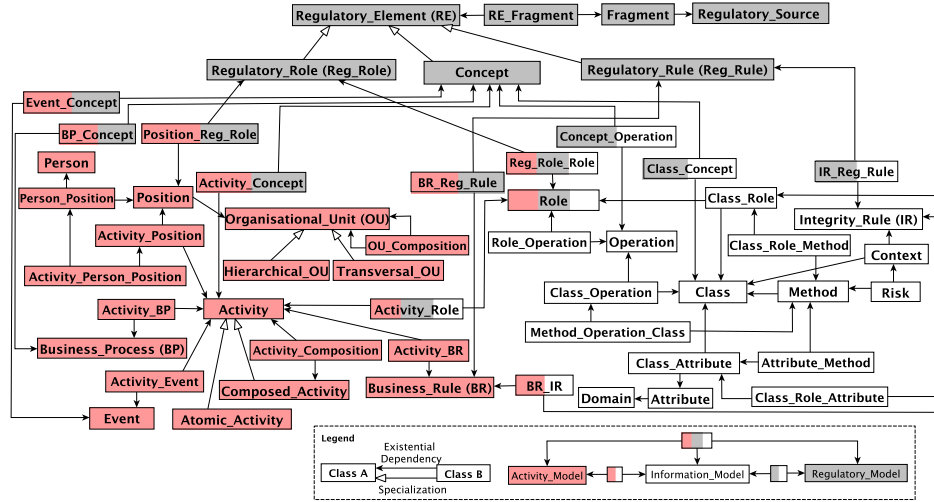 Regulatory_Element (RE)
RE_Fragment
Fragment
Regulatory_Source
Regulatory_Role (Reg_Role)
Concept
Regulatory_Rule (Reg_Rule)
Event_Concept
BP_Concept
Position_Reg_Role
Concept_Operation
Person
Reg_Role_Role
Class_Concept
IR_Reg_Rule
Activity_Concept
BR_Reg_Rule
Person_Position
Position
Role
Class_Role
Organisational_Unit (OU)
Integrity_Rule (IR)
Activity_Position
OU_Composition
Role_Operation
Operation
Class_Role_Method
Context
Activity_Person_Position
Hierarchical_OU
Transversal_OU
Class_Operation
Class
Method
Risk
Activity_BP
Activity
Activity_Role
Method_Operation_Class
Business_Process (BP)
Activity_Composition
Activity_BR
Class_Attribute
Attribute_Method
Activity_Event
Composed_Activity
Business_Rule (BR)
BR_IR
Domain
Attribute
Class_Role_Attribute
Event
Atomic_Activity
Legend
Existential
Dependency
Class A
Class B
Specialization
Activity_Model
Information_Model
Regulatory_Model